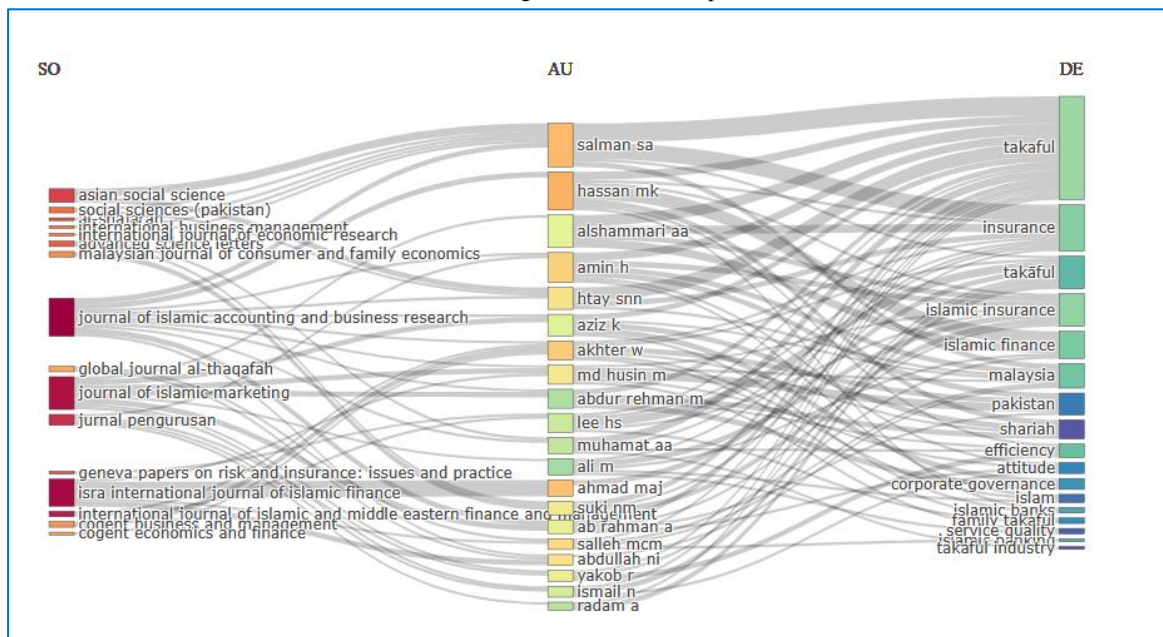 SO
AU
DE
asian social science
social sciences (pakistan)
international business management
international journal of economic research
advanced science letters
malaysian journal of consumer and family economics
journal of islamic accounting and business research
global journal al-thaqafah
journal of islamic marketing
jurnal pengurusan
geneva papers on risk and insurance: issues and practice
isra international journal of islamic finance
international journal of islamic and middle eastern finance and management
cogent business and management
cogent economics and finance
salman sa
hassan mk
alshammari aa
amin h
htay snn
aziz k
akhter w
md husin m
abdur rehman m
lee hs
muhamat aa
ali m
ahmad maj
suki nm
ab rahman a
salleh mcm
abdullah ni
yakob r
ismail n
radam a
takaful
insurance
takāful
islamic insurance
islamic finance
malaysia
pakistan
shariah
efficiency
attitude
corporate governance
islam
islamic banks
family takaful
service quality
islamic banking
takaful industry